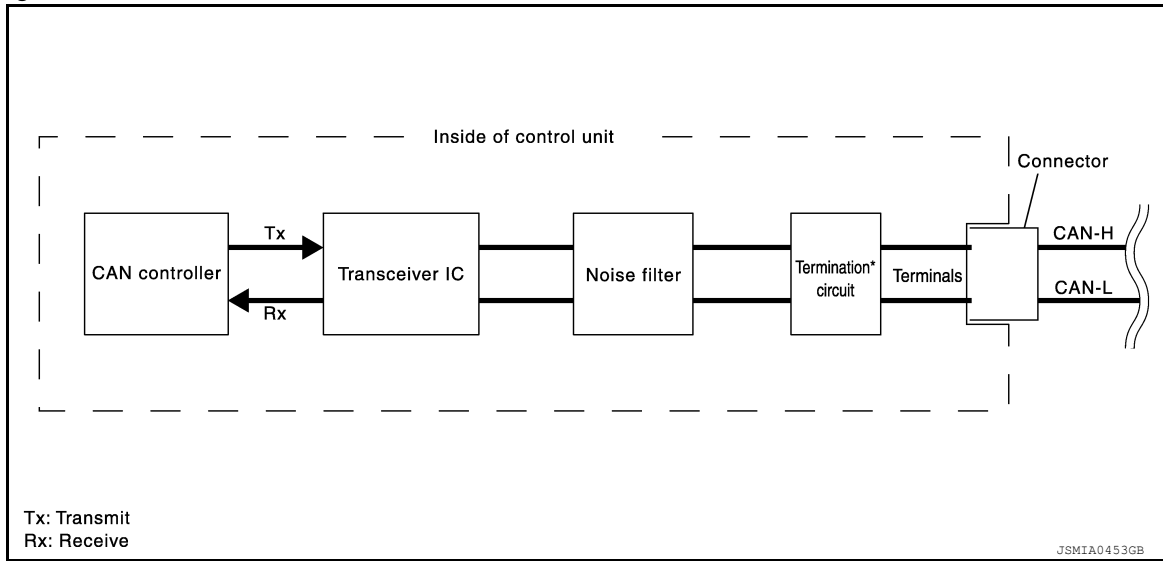 Inside of control unit
Connector
Tx
CAN-H
CAN controller
Transceiver IC
Noise filter
Termination*
circuit
Terminals
CAN-L
Rx
Tx: Transmit
Rx: Receive
JSMIA0453GB